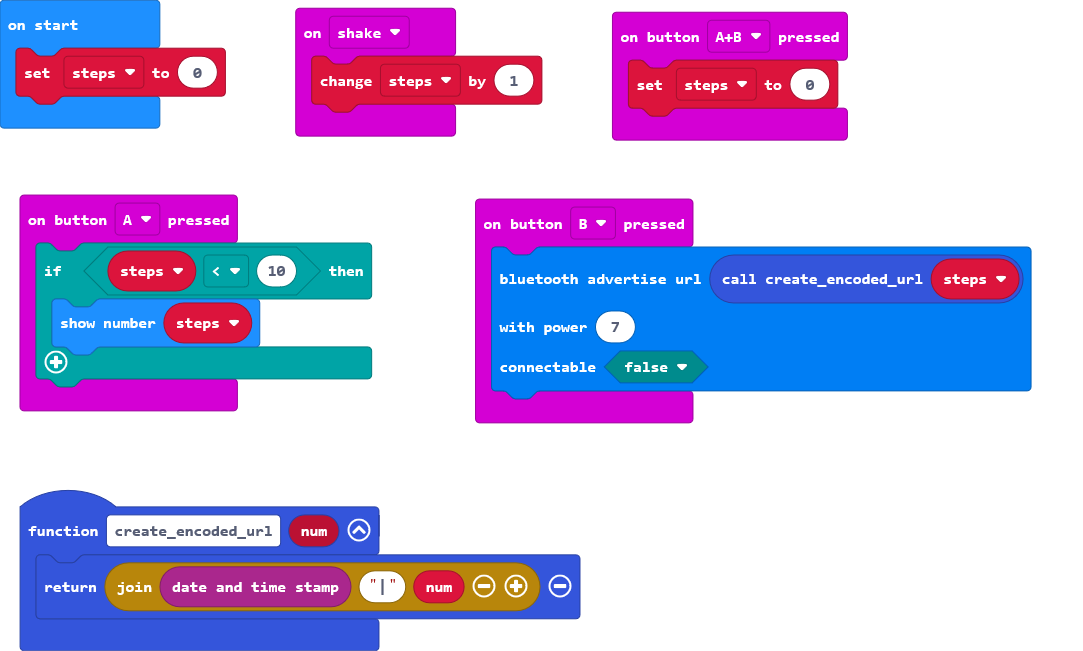 on start
set steps to 0
on shake
change steps by 1
on button A+B pressed
set steps to 0
on button A pressed
if steps < 10 then
show number steps
on button B pressed
bluetooth advertise url call create_encoded_url steps
with power 7
connectable false
function create_encoded_url num
return join date and time stamp "|" num